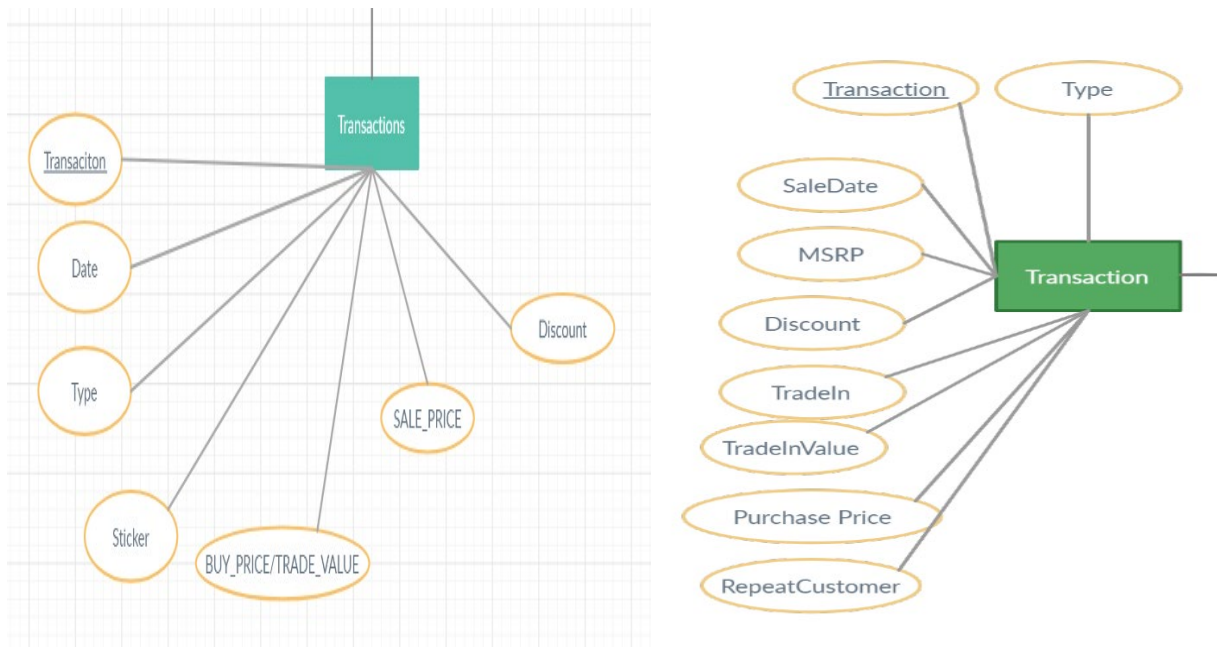 Transactions
Transaciton
Date
Type
Sticker
BUY_PRICE/TRADE_VALUE
SALE_PRICE
Discount
Transaction
Type
SaleDate
MSRP
Discount
TradeIn
TradeInValue
Purchase Price
RepeatCustomer
Transaction